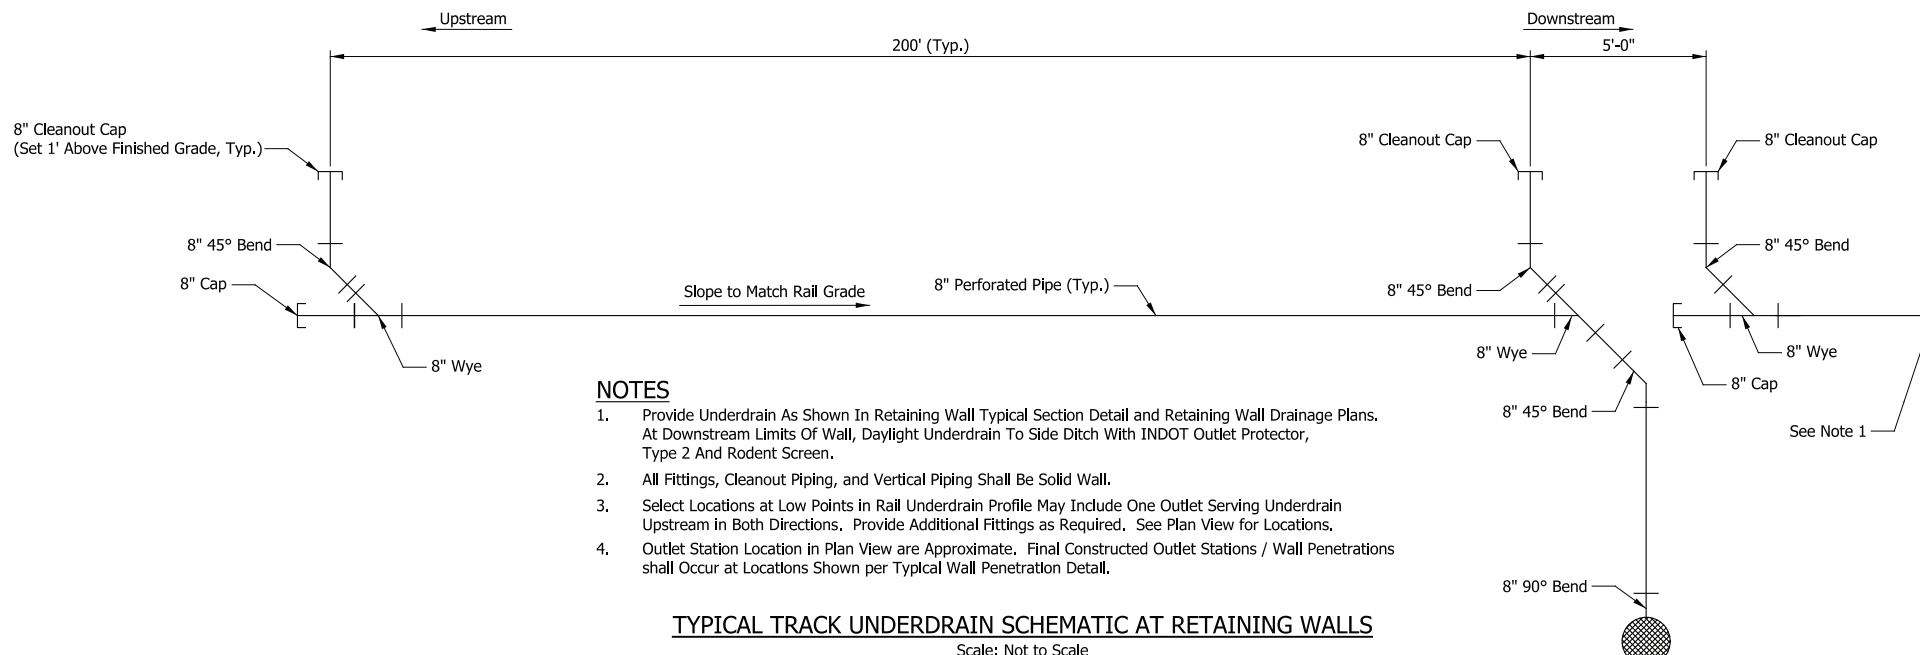 Upstream
Downstream
200' (Typ.)
5'-0"
8" Cleanout Cap
(Set 1' Above Finished Grade, Typ.)
8" Cleanout Cap
8" Cleanout Cap
8" 45° Bend
8" 45° Bend
8" Cap
Slope to Match Rail Grade
8" Perforated Pipe (Typ.)
8" 45° Bend
8" Wye
8" Wye
8" Wye
8" Cap
8" 45° Bend
See Note 1
NOTES
1. Provide Underdrain As Shown In Retaining Wall Typical Section Detail and Retaining Wall Drainage Plans.
At Downstream Limits Of Wall, Daylight Underdrain To Side Ditch With INDOT Outlet Protector,
Type 2 And Rodent Screen.
2. All Fittings, Cleanout Piping, and Vertical Piping Shall Be Solid Wall.
3. Select Locations at Low Points in Rail Underdrain Profile May Include One Outlet Serving Underdrain
Upstream in Both Directions. Provide Additional Fittings as Required. See Plan View for Locations.
4. Outlet Station Location in Plan View are Approximate. Final Constructed Outlet Stations / Wall Penetrations
shall Occur at Locations Shown per Typical Wall Penetration Detail.
8" 90° Bend
TYPICAL TRACK UNDERDRAIN SCHEMATIC AT RETAINING WALLS
Scale: Not to Scale